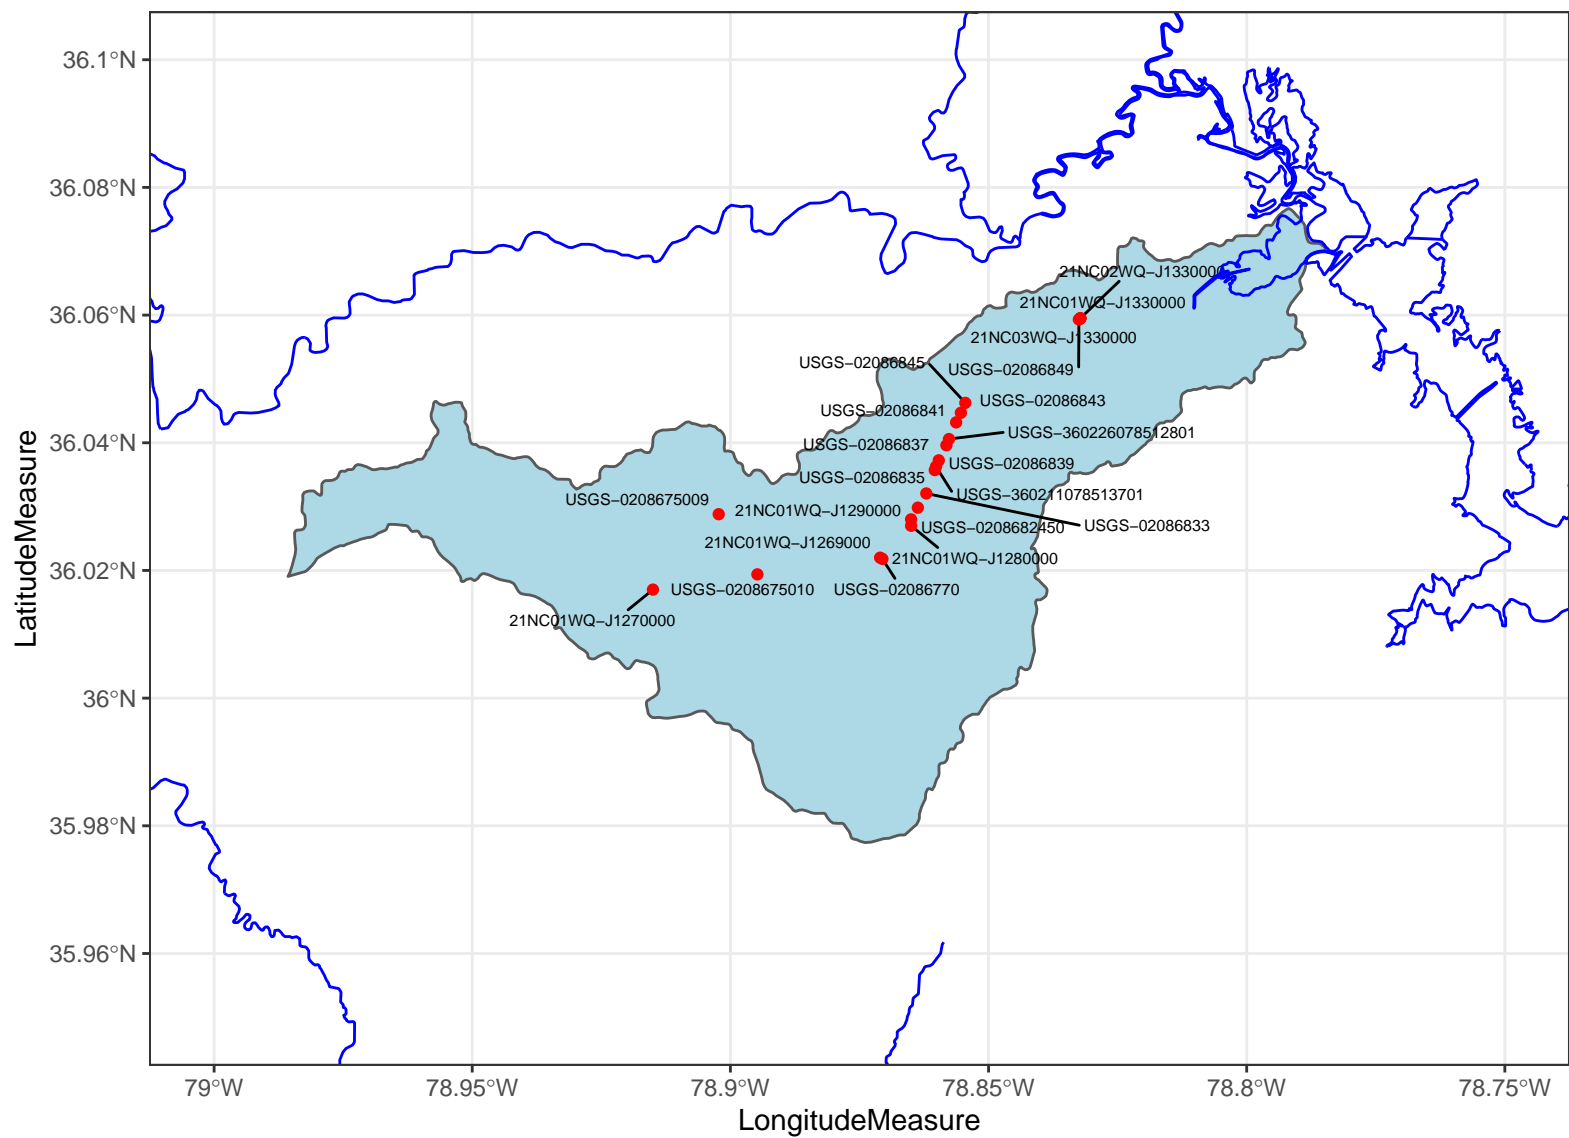 36.1°N
36.08°N
36.06°N
36.04°N
36.02°N
36°N
35.98°N
35.96°N
LatitudeMeasure
21NC02WQ−J1330000
21NC01WQ−J1330000
21NC03WQ−J1330000
USGS−02086845
USGS−02086849
USGS−02086843
USGS−02086841
USGS−360226078512801
USGS−02086837
USGS−02086839
USGS−02086835
USGS−360211078513701
USGS−0208675009
21NC01WQ−J1290000
USGS−02086833
USGS−0208682450
21NC01WQ−J1269000
21NC01WQ−J1280000
USGS−0208675010
USGS−02086770
21NC01WQ−J1270000
79°W
78.95°W
78.9°W
78.85°W
78.8°W
78.75°W
LongitudeMeasure